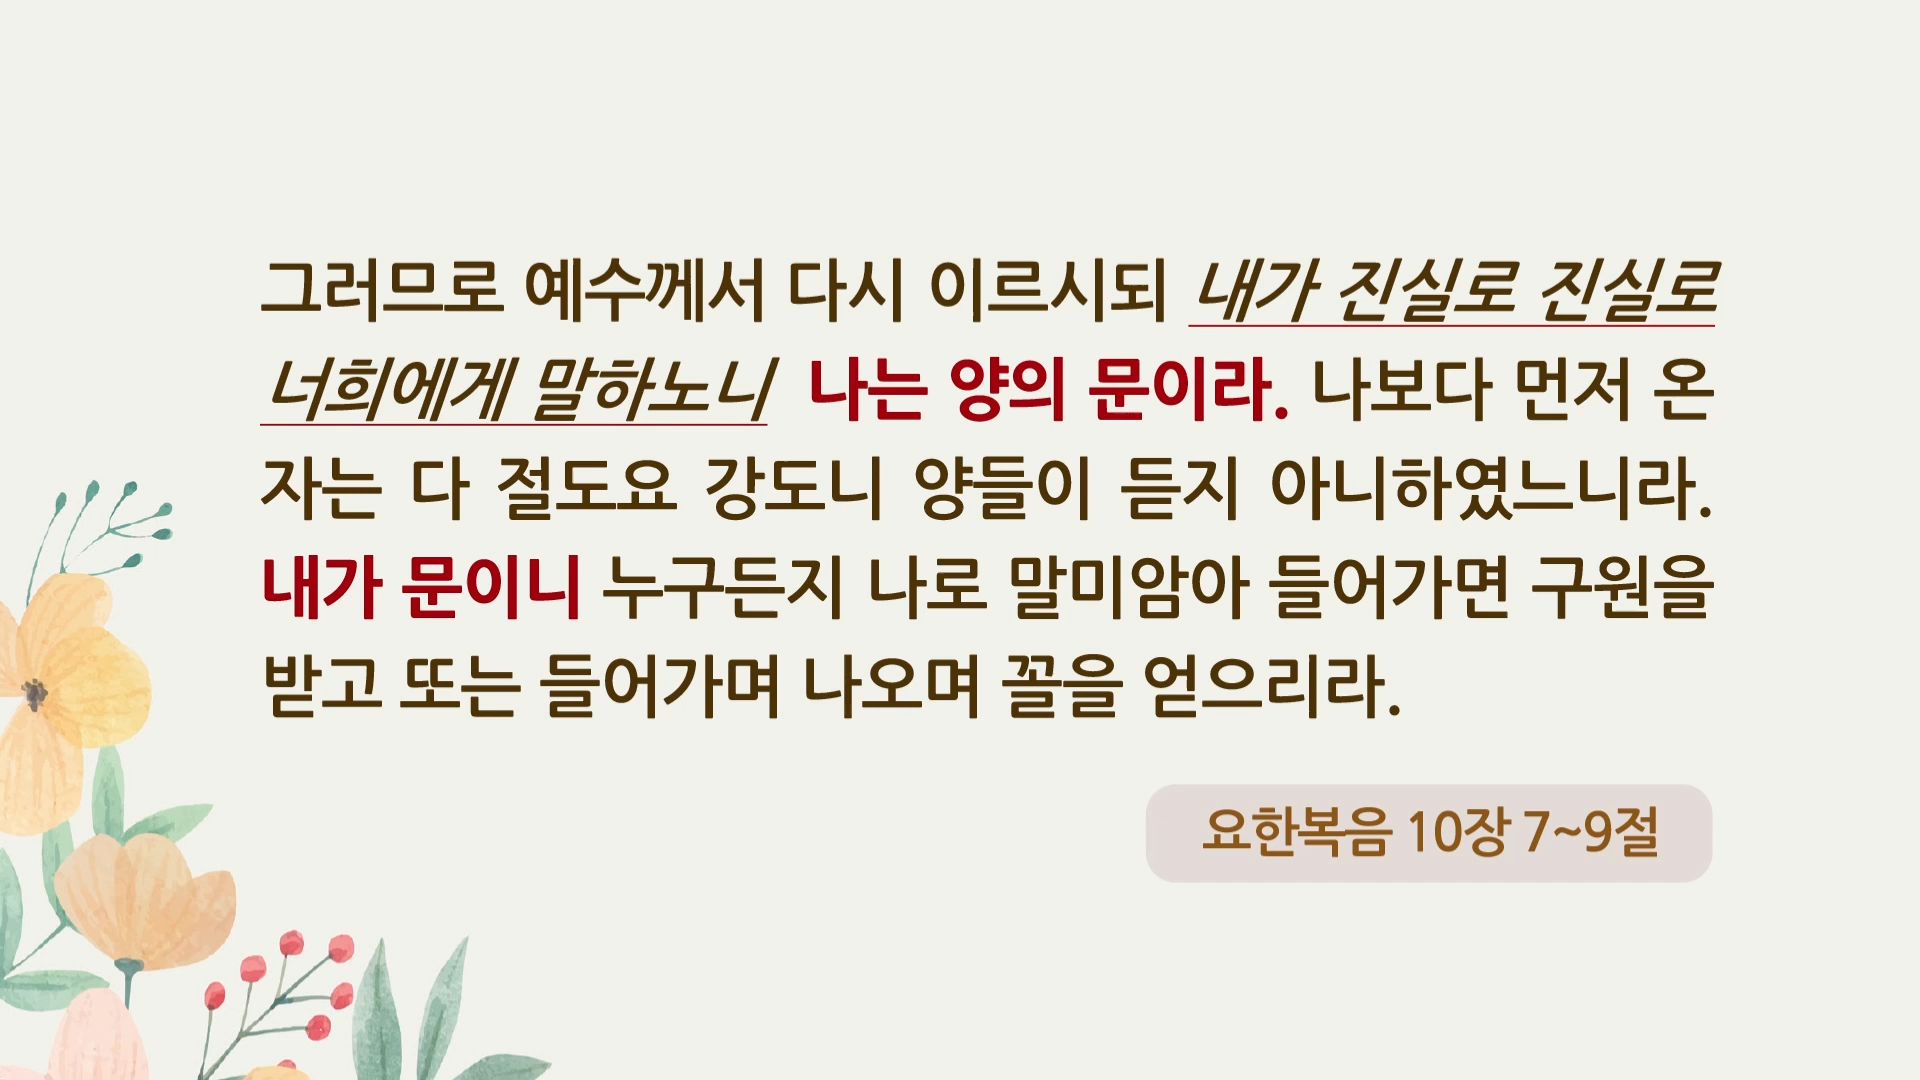 그러므로 예수께서 다시 이르시되 내가 진실로 진실로
너희에게 말하노니 나는 양의 문이라. 나보다 먼저 온
자는 다 절도요 강도니 양들이 듣지 아니하였느니라.
내가 문이니 누구든지 나로 말미암아 들어가면 구원을
받고 또는 들어가며 나오며 꼴을 얻으리라.
요한복음 10장 7~9절